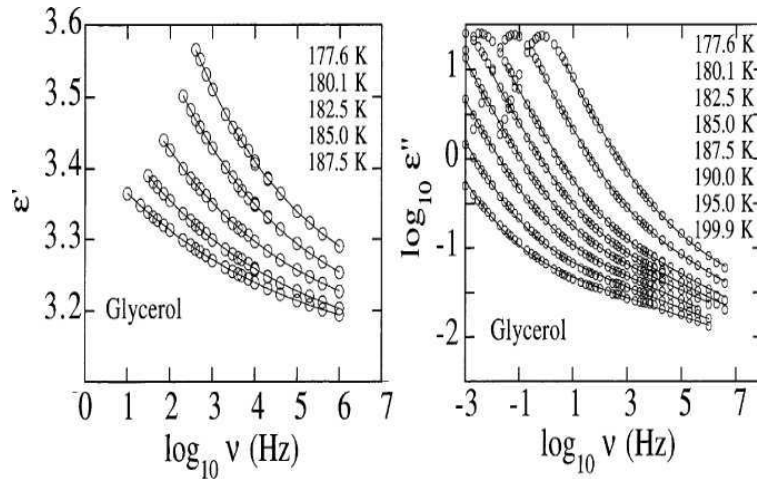 3.6
3.5
3.4
3.3
3.2
ε'
177.6 K
180.1 K
182.5 K
185.0 K
187.5 K
Glycerol
0 1 2 3 4 5 6 7
log₁₀ ν (Hz)
1
0
-1
-2
log₁₀ ε"
177.6 K
180.1 K
182.5 K
185.0 K
187.5 K
190.0 K
195.0 K
199.9 K
Glycerol
-3 -1 1 3 5 7
log₁₀ ν (Hz)